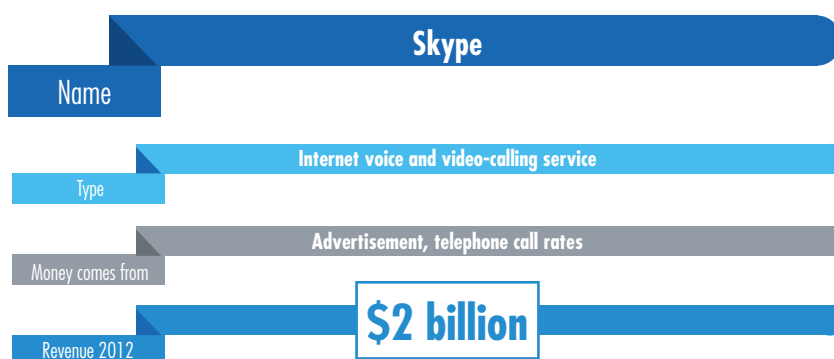 Skype
Name
Internet voice and video-calling service
Type
Advertisement, telephone call rates
Money comes from
$2 billion
Revenue 2012